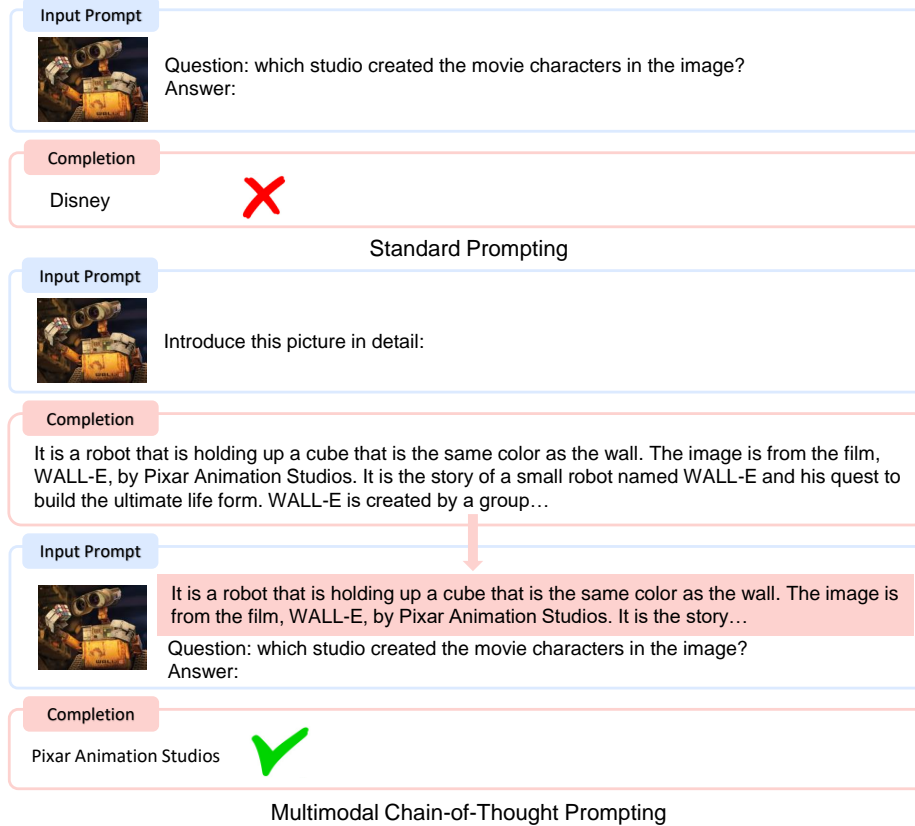 Input Prompt
Question: which studio created the movie characters in the image?
Answer:
Completion
Disney
Standard Prompting
Input Prompt
Introduce this picture in detail:
Completion
It is a robot that is holding up a cube that is the same color as the wall. The image is from the film,
WALL-E, by Pixar Animation Studios. It is the story of a small robot named WALL-E and his quest to
build the ultimate life form. WALL-E is created by a group…
Input Prompt
It is a robot that is holding up a cube that is the same color as the wall. The image is
from the film, WALL-E, by Pixar Animation Studios. It is the story…
Question: which studio created the movie characters in the image?
Answer:
Completion
Pixar Animation Studios
Multimodal Chain-of-Thought Prompting